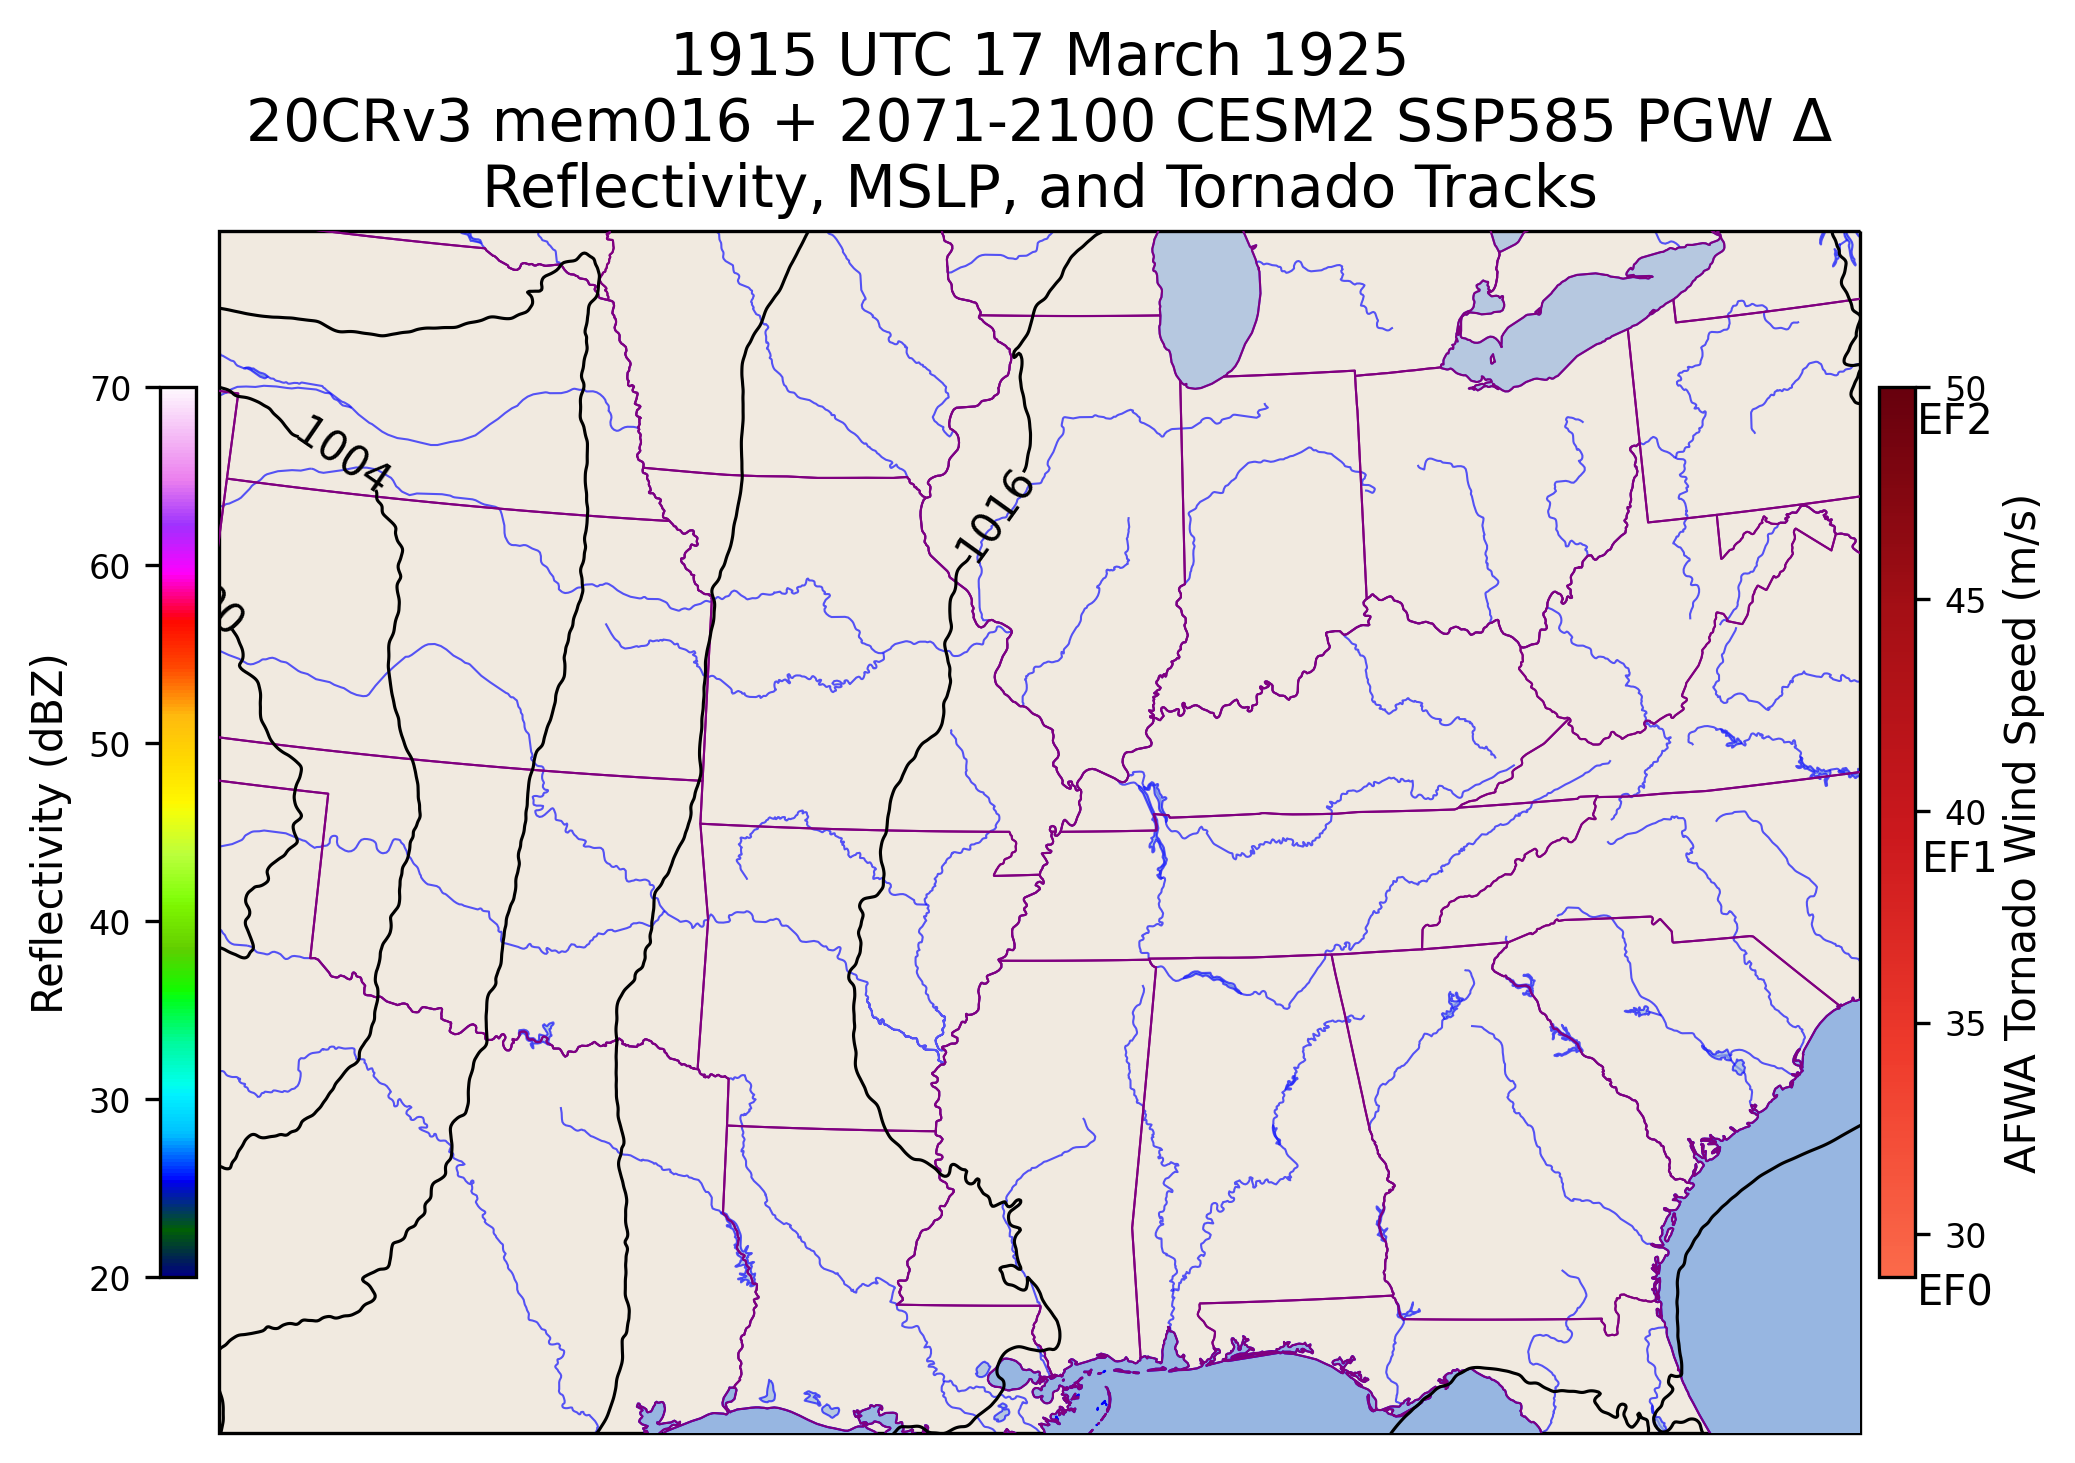 1915 UTC 17 March 1925
20CRv3 mem016 + 2071-2100 CESM2 SSP585 PGW Δ
Reflectivity, MSLP, and Tornado Tracks
Reflectivity (dBZ)
70
60
50
40
30
20
1004
1016
50
EF2
45
40
EF1
35
30
EF0
AFWA Tornado Wind Speed (m/s)